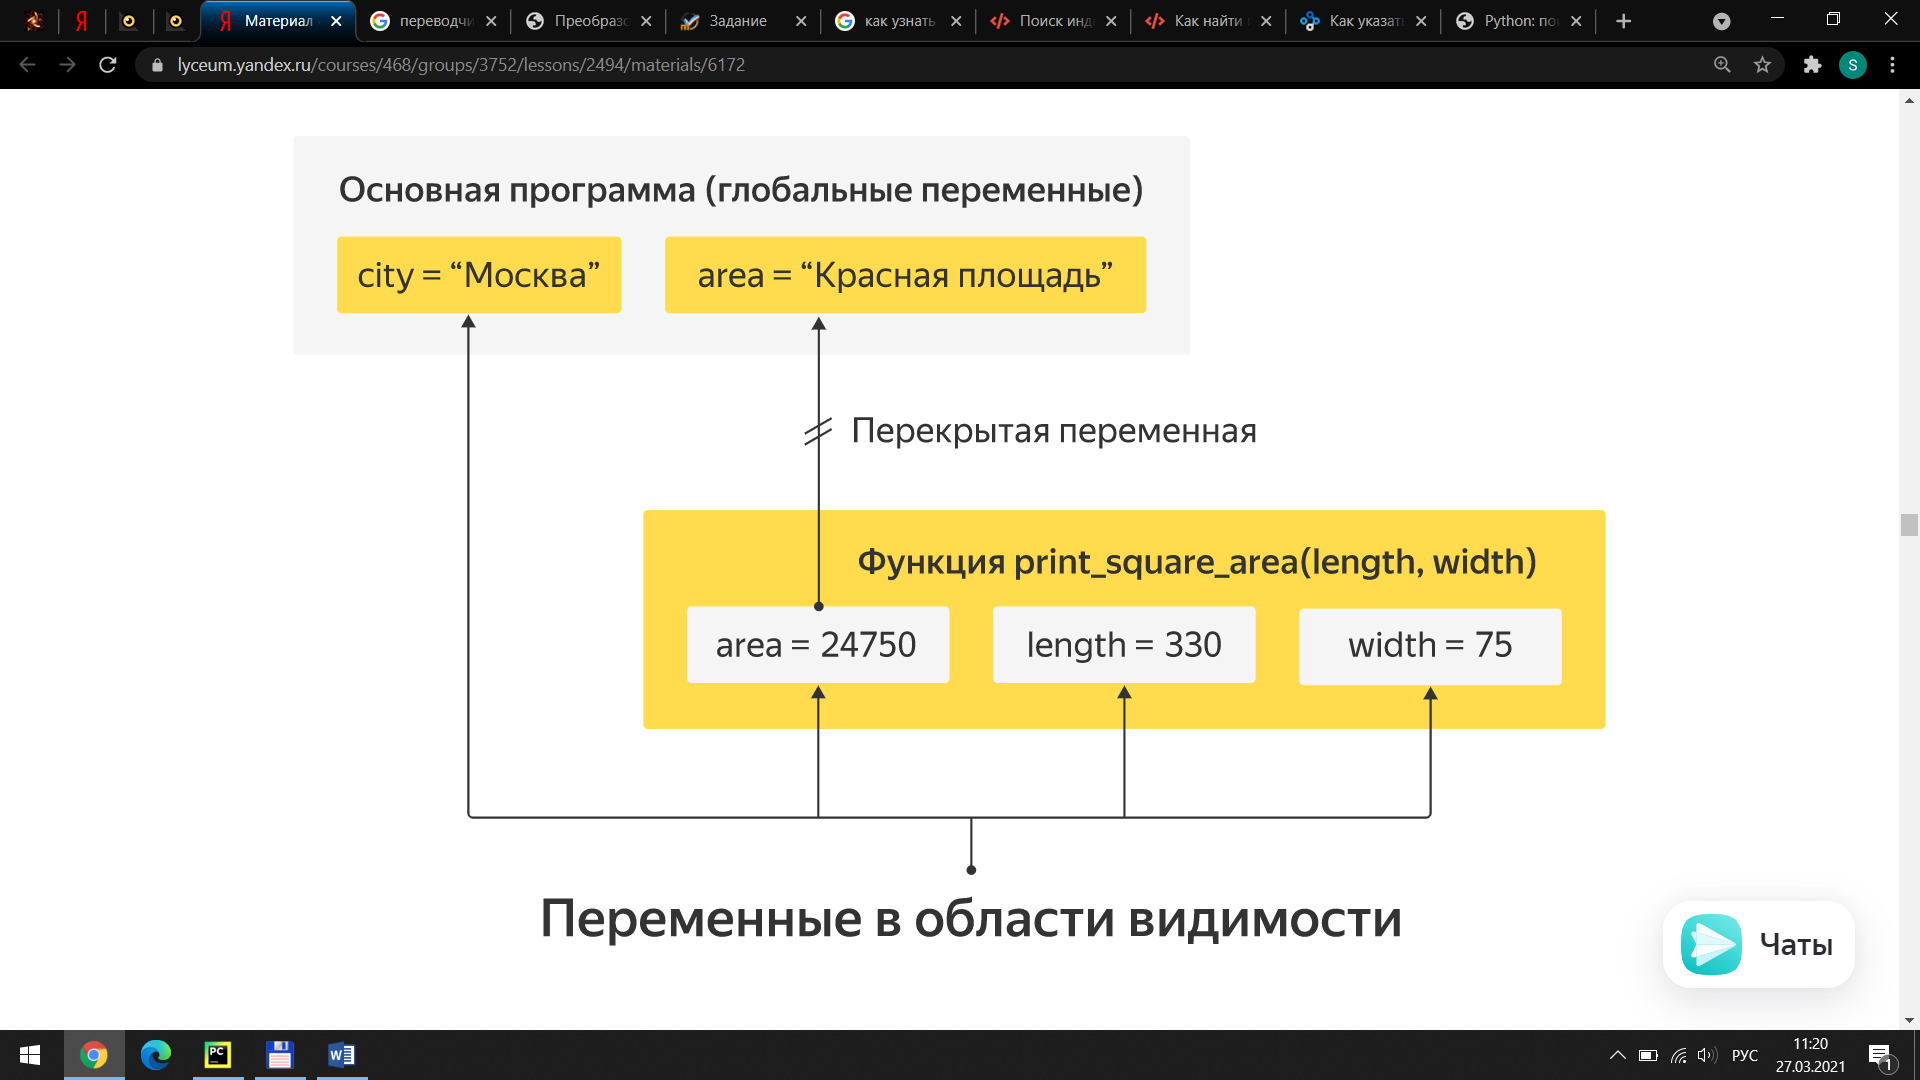 Материал
переводчи
Преобразо
Задание
как узнать
Поиск инд
Как найти
Как указат
Python: по
lyceum.yandex.ru/courses/468/groups/3752/lessons/2494/materials/6172
S
Основная программа (глобальные переменные)
city = “Москва”
area = “Красная площадь”
Перекрытая переменная
Функция print_square_area(length, width)
area = 24750
length = 330
width = 75
Переменные в области видимости
Чаты
РУС
11:20
27.03.2021
1